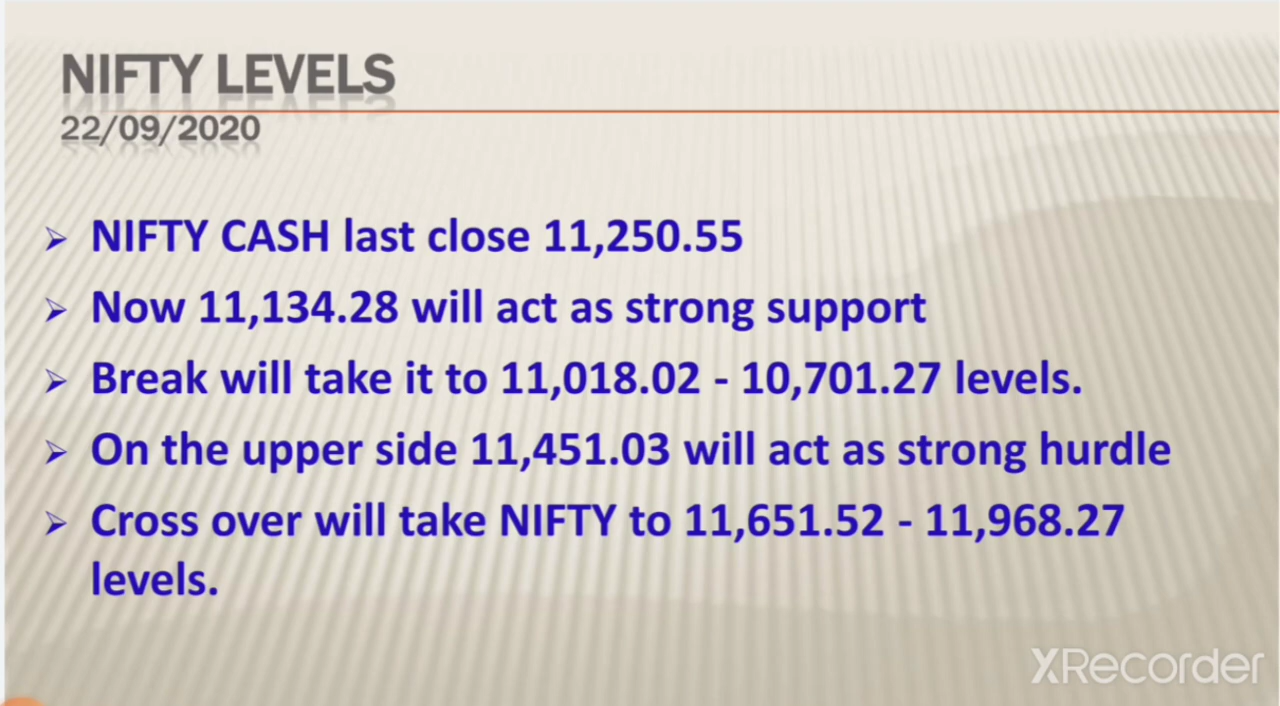 NIFTY LEVELS
22/09/2020
➢ NIFTY CASH last close 11,250.55
➢ Now 11,134.28 will act as strong support
➢ Break will take it to 11,018.02 - 10,701.27 levels.
➢ On the upper side 11,451.03 will act as strong hurdle
➢ Cross over will take NIFTY to 11,651.52 - 11,968.27
levels.
XRecorder